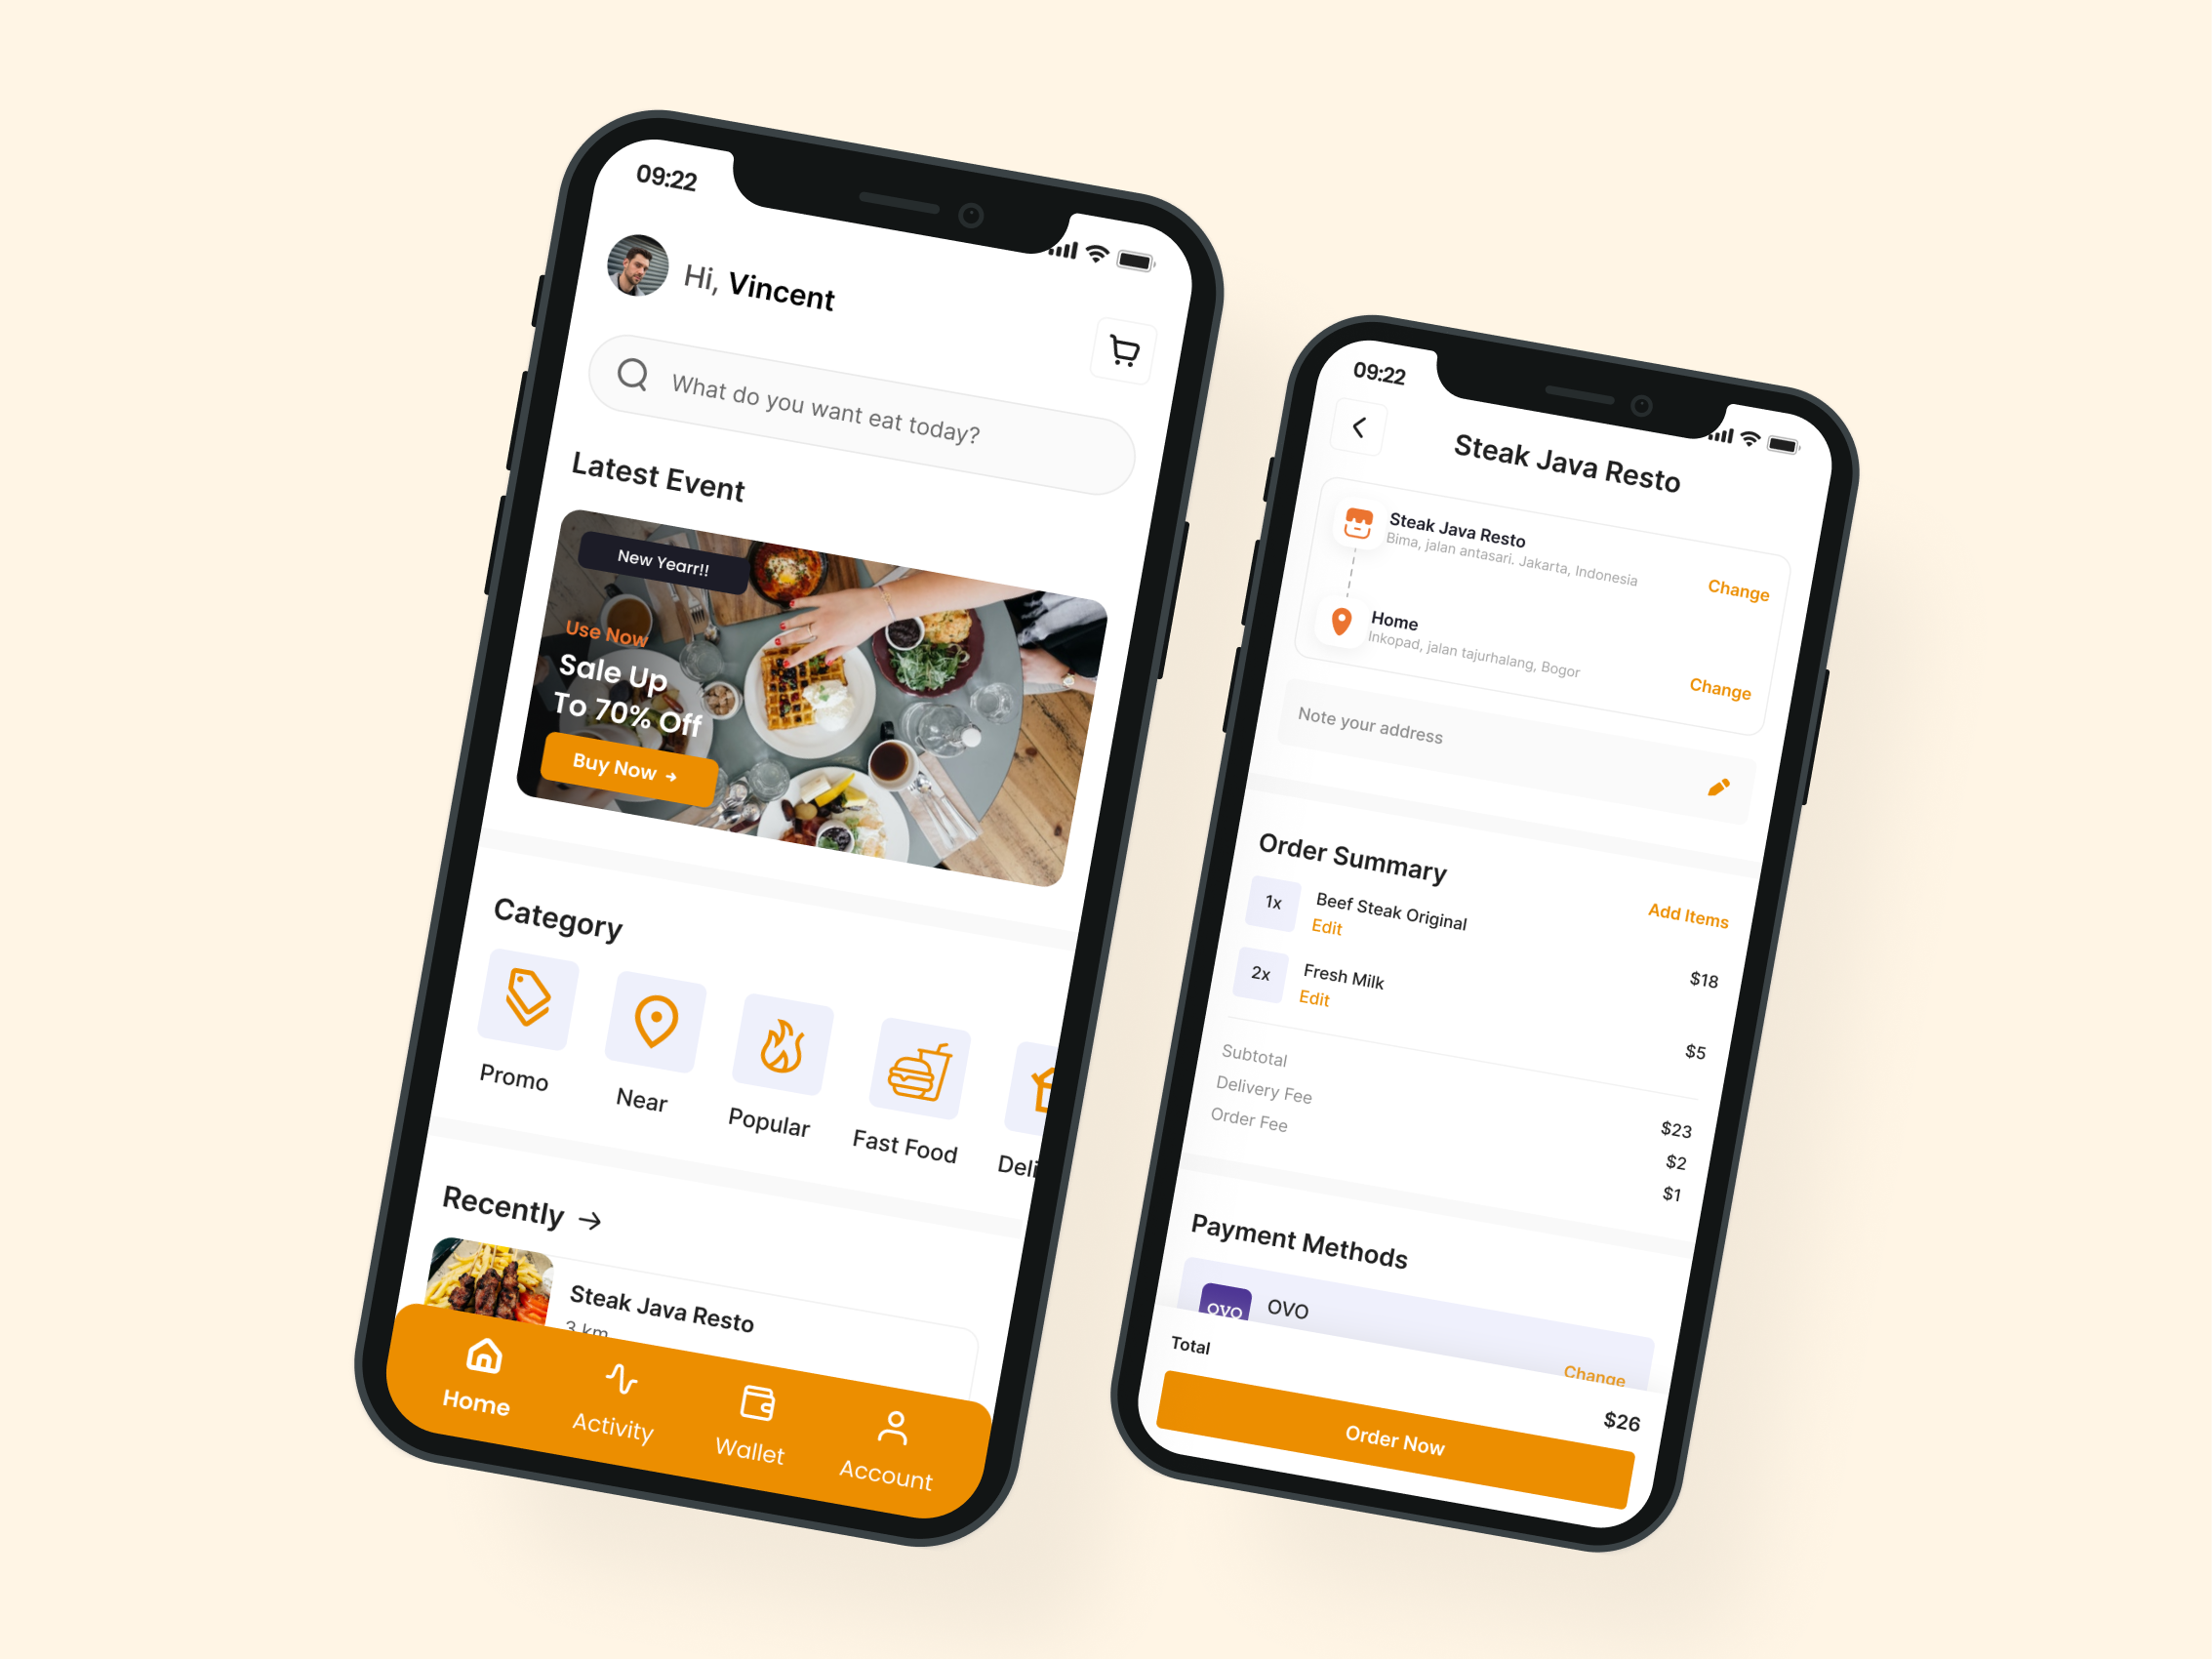 09:22
Hi, Vincent
What do you want eat today?
Latest Event
New Yearr!!
Use Now
Sale Up
To 70% Off
Buy Now →
Category
Promo
Near
Popular
Fast Food
Deli
Recently →
Steak Java Resto
3 km
Home
Activity
Wallet
Account
09:22
Steak Java Resto
Steak Java Resto
Bima, jalan antasari. Jakarta, Indonesia
Change
Home
Inkopad, jalan tajurhalang, Bogor
Change
Note your address
Order Summary
Add Items
1x Beef Steak Original
Edit
$18
2x Fresh Milk
Edit
$5
Subtotal $23
Delivery Fee $2
Order Fee $1
Payment Methods
OVO OVO
Change
Total
$26
Order Now